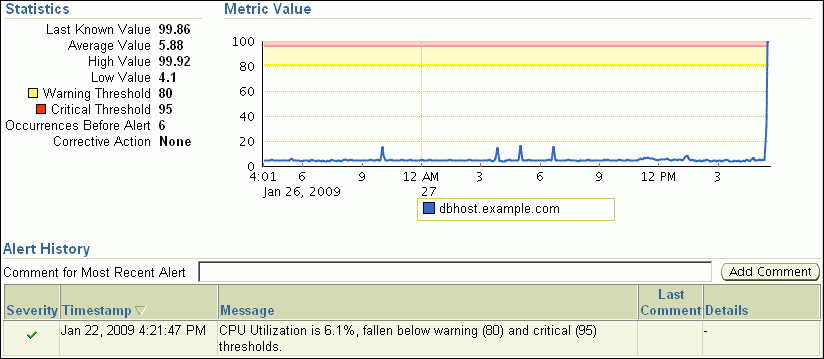 Statistics
Last Known Value 99.86
Average Value 5.88
High Value 99.92
Low Value 4.1
Warning Threshold 80
Critical Threshold 95
Occurrences Before Alert 6
Corrective Action None
Metric Value
100
80
60
40
20
0
4:01 6 9 12 AM 3 6 9 12 PM 3
Jan 26, 2009 27
dbhost.example.com
Alert History
Comment for Most Recent Alert Add Comment
Severity Timestamp Message Last Comment Details
Jan 22, 2009 4:21:47 PM CPU Utilization is 6.1%, fallen below warning (80) and critical (95) -
thresholds.